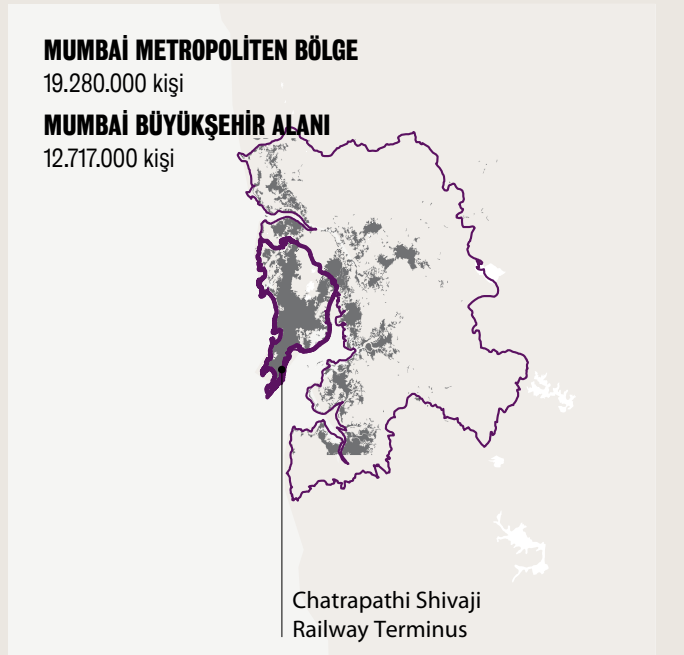 MUMBAİ METROPOLİTEN BÖLGE
19.280.000 kişi
MUMBAİ BÜYÜKŞEHİR ALANI
12.717.000 kişi
Chatrapathi Shivaji
Railway Terminus